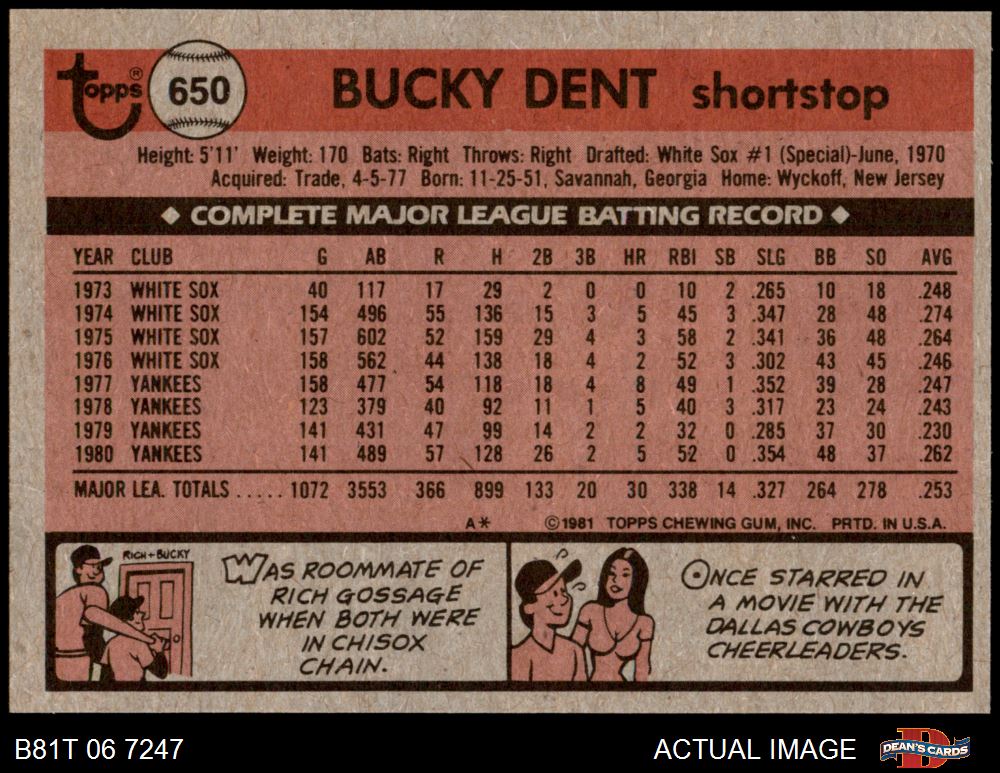 topps® 650 BUCKY DENT shortstop
Height: 5'11' Weight: 170 Bats: Right Throws: Right Drafted: White Sox #1 (Special)-June, 1970
Acquired: Trade, 4-5-77 Born: 11-25-51, Savannah, Georgia Home: Wyckoff, New Jersey
◆ COMPLETE MAJOR LEAGUE BATTING RECORD ◆
YEAR CLUB G AB R H 2B 3B HR RBI SB SLG BB SO AVG
1973 WHITE SOX 40 117 17 29 2 0 0 10 2 .265 10 18 .248
1974 WHITE SOX 154 496 55 136 15 3 5 45 3 .347 28 48 .274
1975 WHITE SOX 157 602 52 159 29 4 3 58 2 .341 36 48 .264
1976 WHITE SOX 158 562 44 138 18 4 2 52 3 .302 43 45 .246
1977 YANKEES 158 477 54 118 18 4 8 49 1 .352 39 28 .247
1978 YANKEES 123 379 40 92 11 1 5 40 3 .317 23 24 .243
1979 YANKEES 141 431 47 99 14 2 2 32 0 .285 37 30 .230
1980 YANKEES 141 489 57 128 26 2 5 52 0 .354 48 37 .262
MAJOR LEA. TOTALS ..... 1072 3553 366 899 133 20 30 338 14 .327 264 278 .253
A* ©1981 TOPPS CHEWING GUM, INC. PRTD. IN U.S.A.
RICH + BUCKY
WAS ROOMMATE OF
RICH GOSSAGE
WHEN BOTH WERE
IN CHISOX
CHAIN.
ONCE STARRED IN
A MOVIE WITH THE
DALLAS COWBOYS
CHEERLEADERS.
B81T 06 7247 ACTUAL IMAGE DEAN'S CARDS